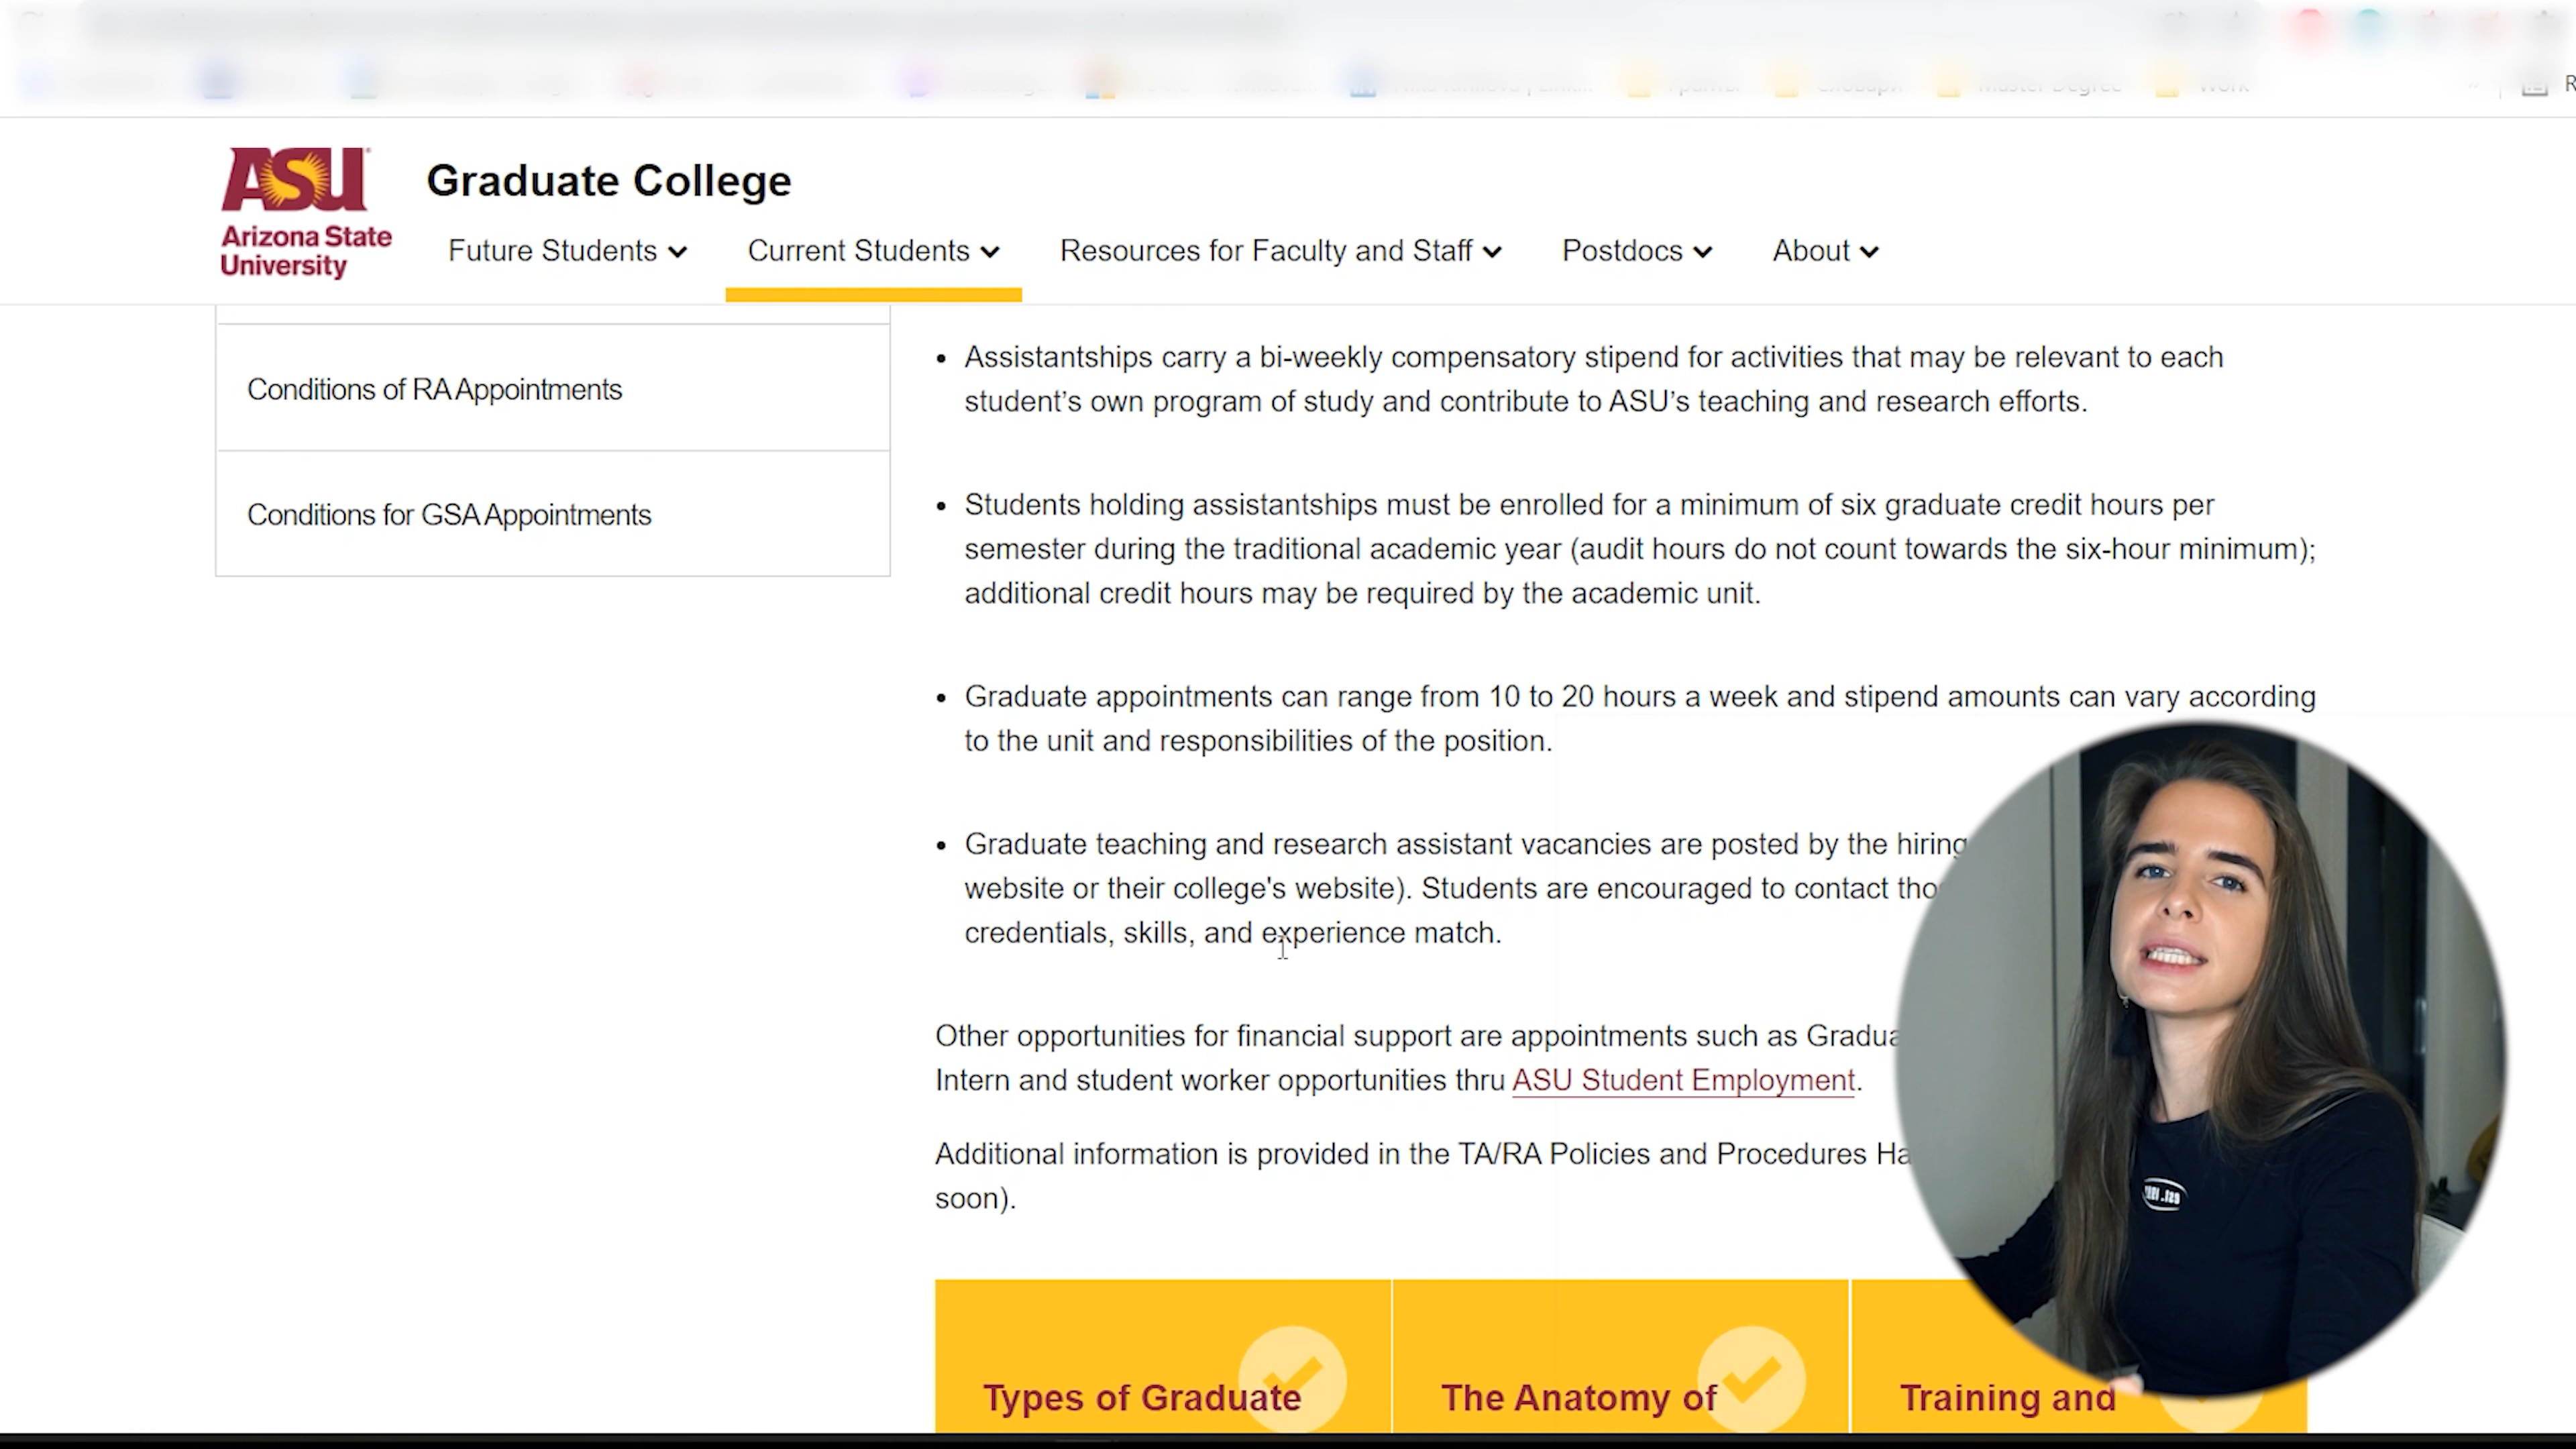 Master Degree
Work
ASU
Arizona State
University
Graduate College
Future Students
Current Students
Resources for Faculty and Staff
Postdocs
About
Conditions of RA Appointments
Conditions for GSA Appointments
• Assistantships carry a bi-weekly compensatory stipend for activities that may be relevant to each
student’s own program of study and contribute to ASU’s teaching and research efforts.
• Students holding assistantships must be enrolled for a minimum of six graduate credit hours per
semester during the traditional academic year (audit hours do not count towards the six-hour minimum);
additional credit hours may be required by the academic unit.
• Graduate appointments can range from 10 to 20 hours a week and stipend amounts can vary according
to the unit and responsibilities of the position.
• Graduate teaching and research assistant vacancies are posted by the hiring
website or their college's website). Students are encouraged to contact
credentials, skills, and experience match.
Other opportunities for financial support are appointments such as
Intern and student worker opportunities thru ASU Student Employment.
Additional information is provided in the TA/RA Policies and Procedures
soon).
Types of Graduate
The Anatomy of
Training and